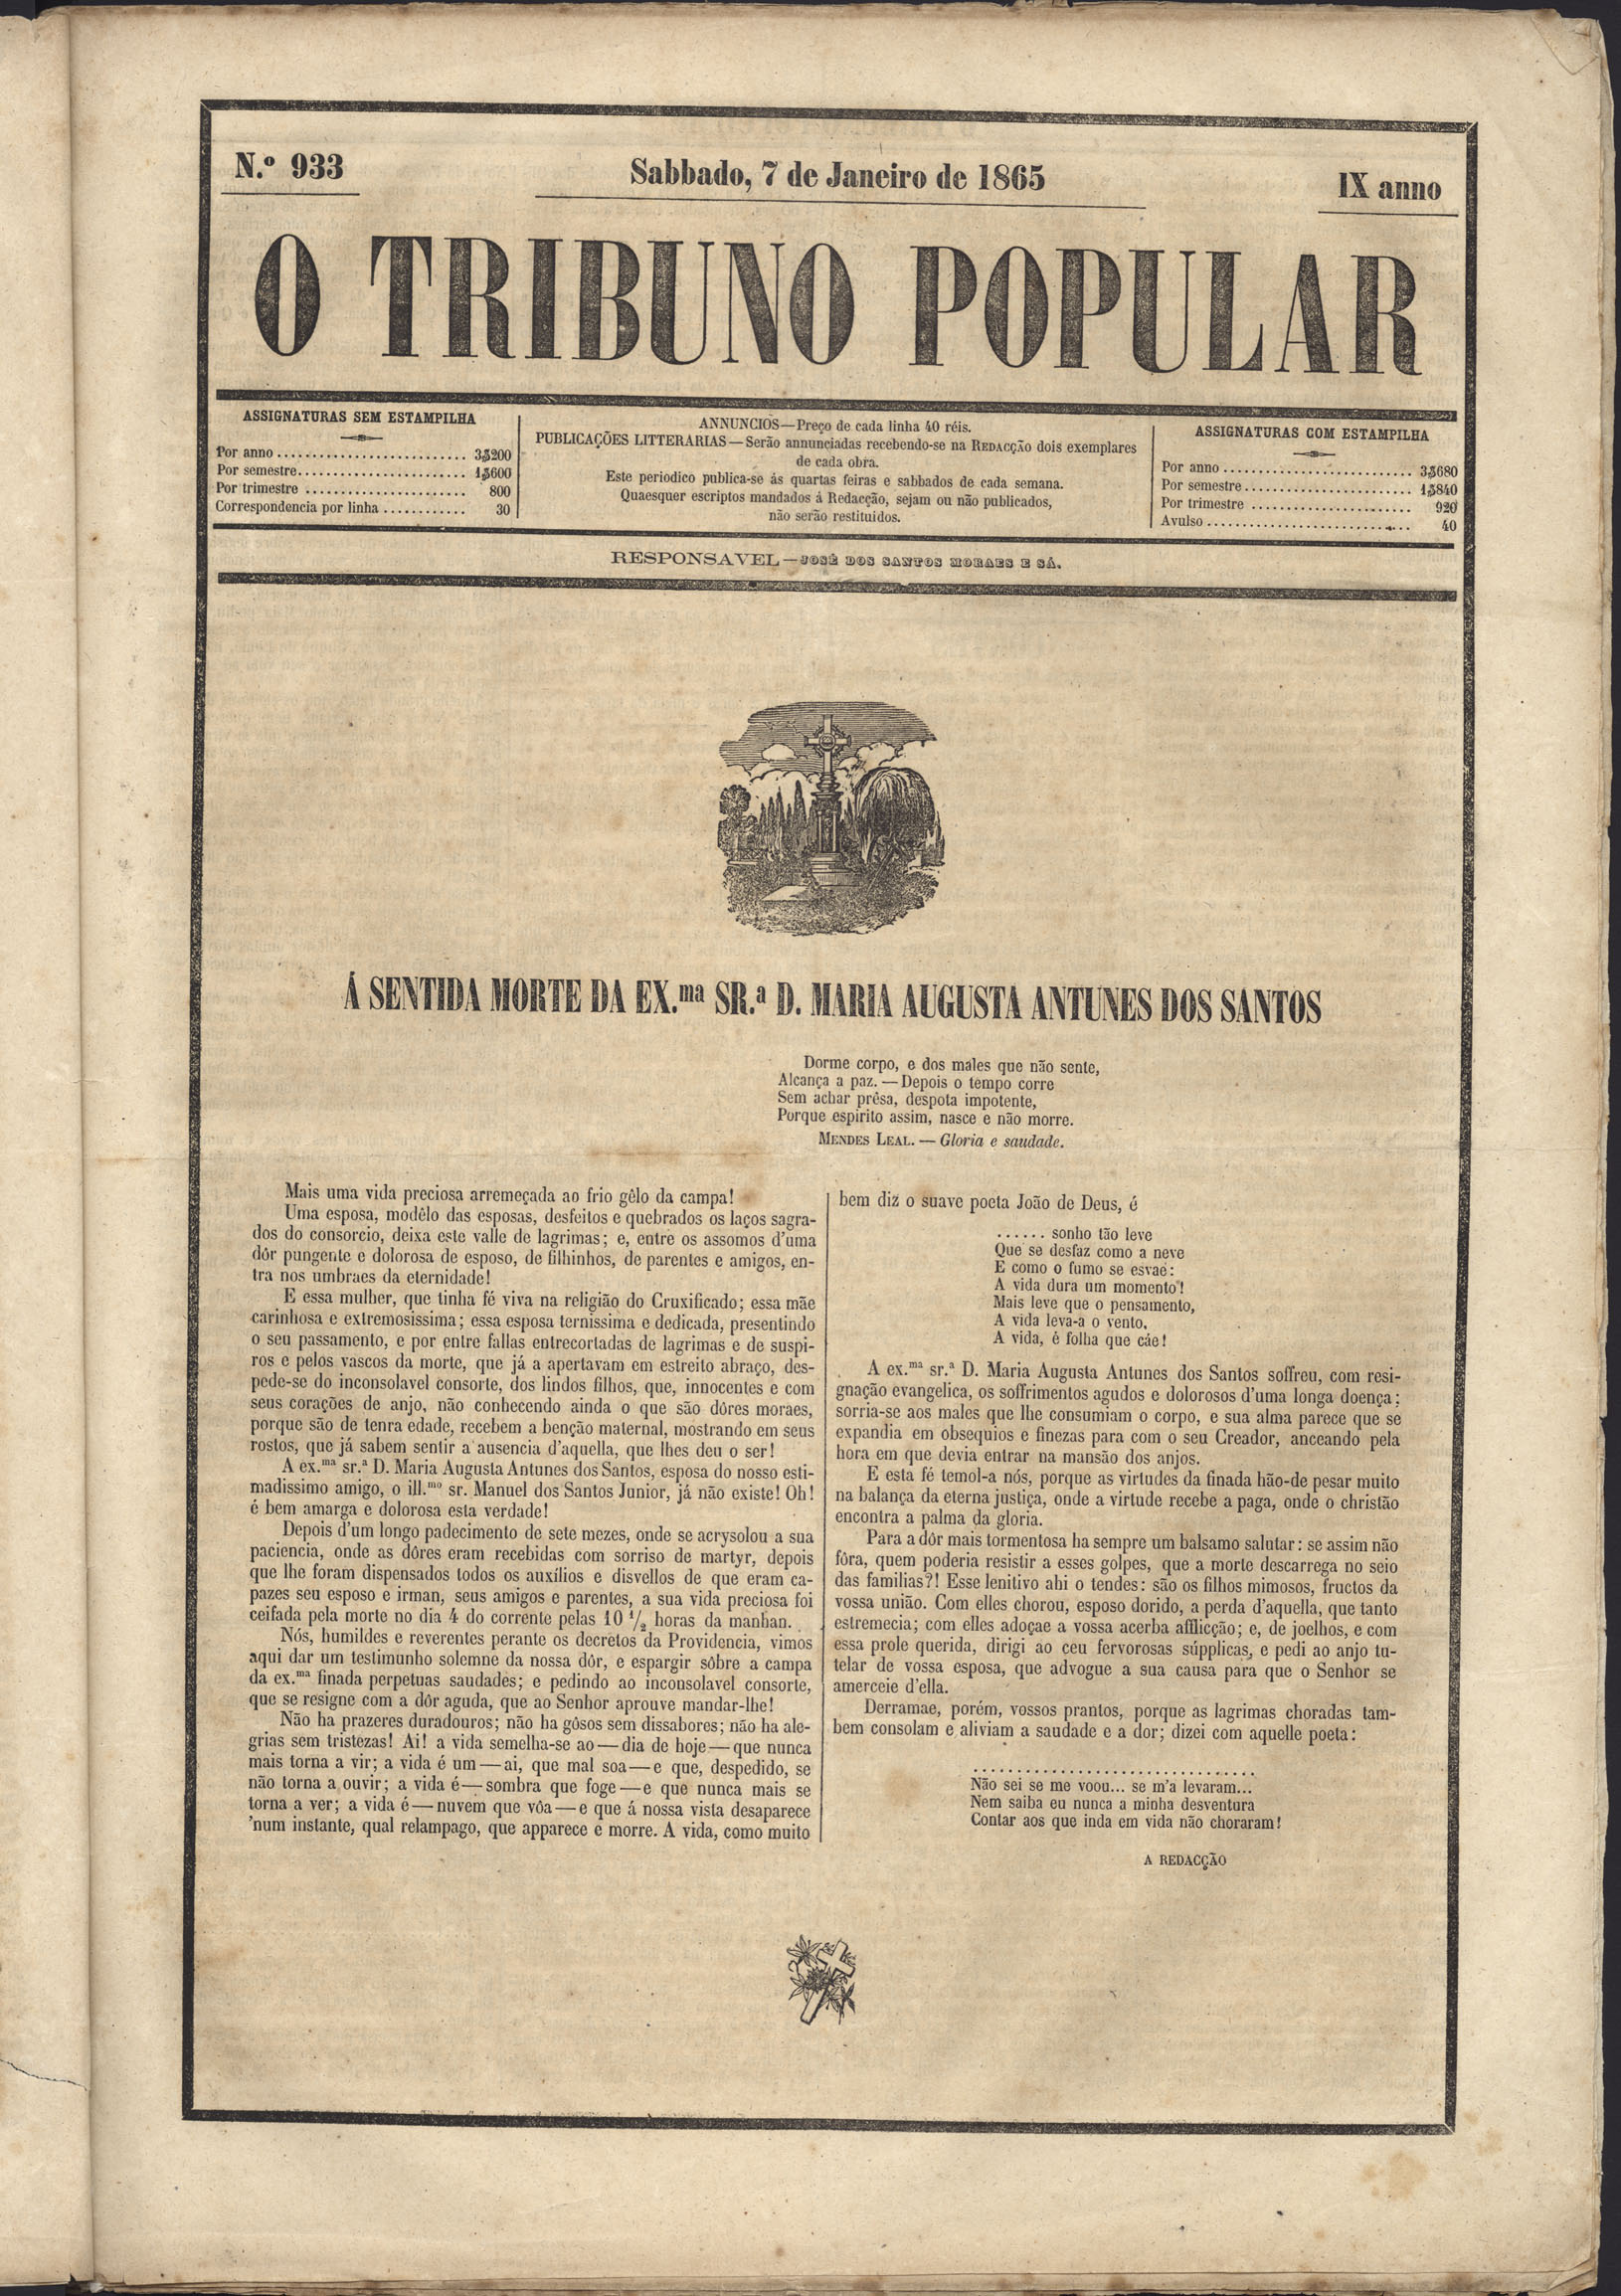 N.º 933
Sabbado, 7 de Janeiro de 1865
IX anno
O TRIBUNO POPULAR
ASSIGNATURAS SEM ESTAMPILHA
Por anno ........................... 3$200
Por semestre........................ 1$600
Por trimestre ....................... 800
Correspondencia por linha ............ 30
ANNUNCIOS—Preço de cada linha 40 réis.
PUBLICAÇÕES LITTERARIAS—Serão annunciadas recebendo-se na REDACÇÃO dois exemplares
de cada obra.
Este periodico publica-se ás quartas feiras e sabbados de cada semana.
Quaesquer escriptos mandados á Redacção, sejam ou não publicados,
não serão restituidos.
ASSIGNATURAS COM ESTAMPILHA
Por anno ........................... 3$680
Por semestre........................ 1$840
Por trimestre ....................... 920
Avulso ............................. 40
RESPONSAVEL—JOSÉ DOS SANTOS MORAES E SÁ.
Á SENTIDA MORTE DA EX.ma SR.a D. MARIA AUGUSTA ANTUNES DOS SANTOS
Dorme corpo, e dos males que não sente,
Alcança a paz.—Depois o tempo corre
Sem achar prêsa, despota impotente,
Porque espirito assim, nasce e não morre.
MENDES LEAL.—Gloria e saudade.
Mais uma vida preciosa arremeçada ao frio gêlo da campa!
Uma esposa, modêlo das esposas, desfeitos e quebrados os laços sagra-
dos do consorcio, deixa este valle de lagrimas; e, entre os assomos d'uma
dôr pungente e dolorosa de esposo, de filhinhos, de parentes e amigos, en-
tra nos umbraes da eternidade!
E essa mulher, que tinha fé viva na religião do Cruxificado; essa mãe
carinhosa e extremosissima; essa esposa ternissima e dedicada, presentindo
o seu passamento, e por entre fallas entrecortadas de lagrimas e de suspi-
ros e pelos vascos da morte, que já a apertavam em estreito abraço, des-
pede-se do inconsolavel consorte, dos lindos filhos, que, innocentes e com
seus corações de anjo, não conhecendo ainda o que são dôres moraes,
porque são de tenra edade, recebem a benção maternal, mostrando em seus
rostos, que já sabem sentir a ausencia d'aquella, que lhes deu o ser!
A ex.ma sr.a D. Maria Augusta Antunes dos Santos, esposa do nosso esti-
madissimo amigo, o ill.mo sr. Manuel dos Santos Junior, já não existe! Oh!
é bem amarga e dolorosa esta verdade!
Depois d'um longo padecimento de sete mezes, onde se acrysolou a sua
paciencia, onde as dôres eram recebidas com sorriso de martyr, depois
que lhe foram dispensados todos os auxílios e disvellos de que eram ca-
pazes seu esposo e irman, seus amigos e parentes, a sua vida preciosa foi
ceifada pela morte no dia 4 do corrente pelas 10 1/2 horas da manhan.
Nós, humildes e reverentes perante os decretos da Providencia, vimos
aqui dar um testimunho solemne da nossa dôr, e espargir sôbre a campa
da ex.ma finada perpetuas saudades; e pedindo ao inconsolavel consorte,
que se resigne com a dôr aguda, que ao Senhor aprouve mandar-lhe!
Não ha prazeres duradouros; não ha gôsos sem dissabores; não ha ale-
grias sem tristezas! Ai! a vida semelha-se ao—dia de hoje—que nunca
mais torna a vir; a vida é um—ai, que mal soa—e que, despedido, se
não torna a ouvir; a vida é—sombra que foge—e que nunca mais se
torna a ver; a vida é—nuvem que vôa—e que á nossa vista desaparece
'num instante, qual relampago, que apparece e morre. A vida, como muito
bem diz o suave poeta João de Deus, é
...... sonho tão leve
Que se desfaz como a neve
E como o fumo se esvae:
A vida dura um momento!
Mais leve que o pensamento,
A vida leva-a o vento,
A vida, é folha que cáe!
A ex.ma sr.a D. Maria Augusta Antunes dos Santos soffreu, com resi-
gnação evangelica, os soffrimentos agudos e dolorosos d'uma longa doença;
sorria-se aos males que lhe consumiam o corpo, e sua alma parece que se
expandia em obsequios e finezas para com o seu Creador, anceando pela
hora em que devia entrar na mansão dos anjos.
E esta fé temol-a nós, porque as virtudes da finada hão-de pesar muito
na balança da eterna justiça, onde a virtude recebe a paga, onde o christão
encontra a palma da gloria.
Para a dôr mais tormentosa ha sempre um balsamo salutar: se assim não
fôra, quem poderia resistir a esses golpes, que a morte descarrega no seio
das familias?! Esse lenitivo ahi o tendes: são os filhos mimosos, fructos da
vossa união. Com elles chorou, esposo dorido, a perda d'aquella, que tanto
estremecia; com elles adoçae a vossa acerba afflicção; e, de joelhos, e com
essa prole querida, dirigi ao ceu fervorosas súpplicas, e pedi ao anjo tu-
telar de vossa esposa, que advogue a sua causa para que o Senhor se
amerceie d'ella.
Derramae, porém, vossos prantos, porque as lagrimas choradas tam-
bem consolam e aliviam a saudade e a dor; dizei com aquelle poeta:
................................
Não sei se me voou... se m'a levaram...
Nem saiba eu nunca a minha desventura
Contar aos que inda em vida não choraram!
A REDACÇÃO